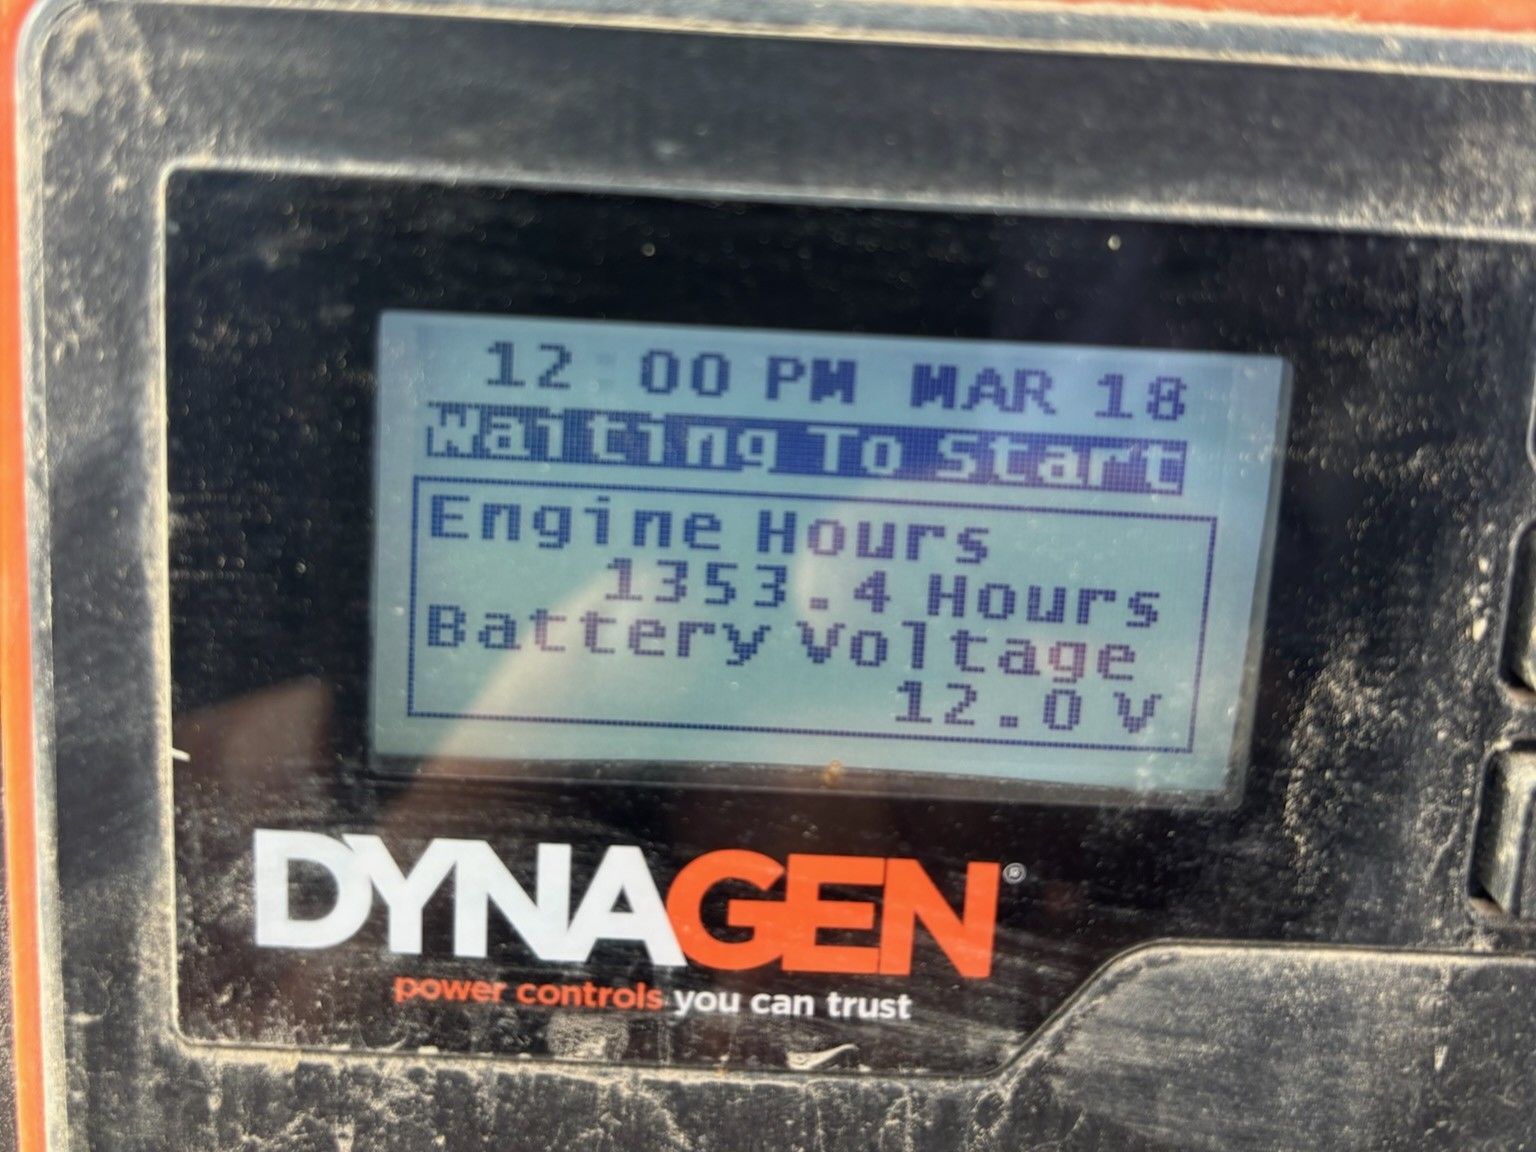 12 00 PM MAR 18
Waiting To Start
Engine Hours
1353.4 Hours
Battery Voltage
12.0 V
DYNAGEN®
power controls you can trust